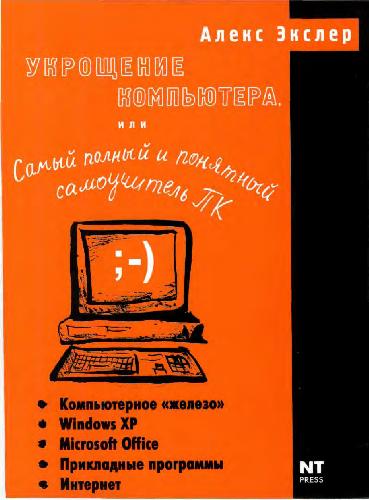 Алекс Экслер
УКРОЩЕНИЕ
КОМПЬЮТЕРА,
или
Самый полный и понятный
самоучитель ПК
;-)
Компьютерное «железо»
Windows XP
Microsoft Office
Прикладные программы
Интернет
NT
PRESS